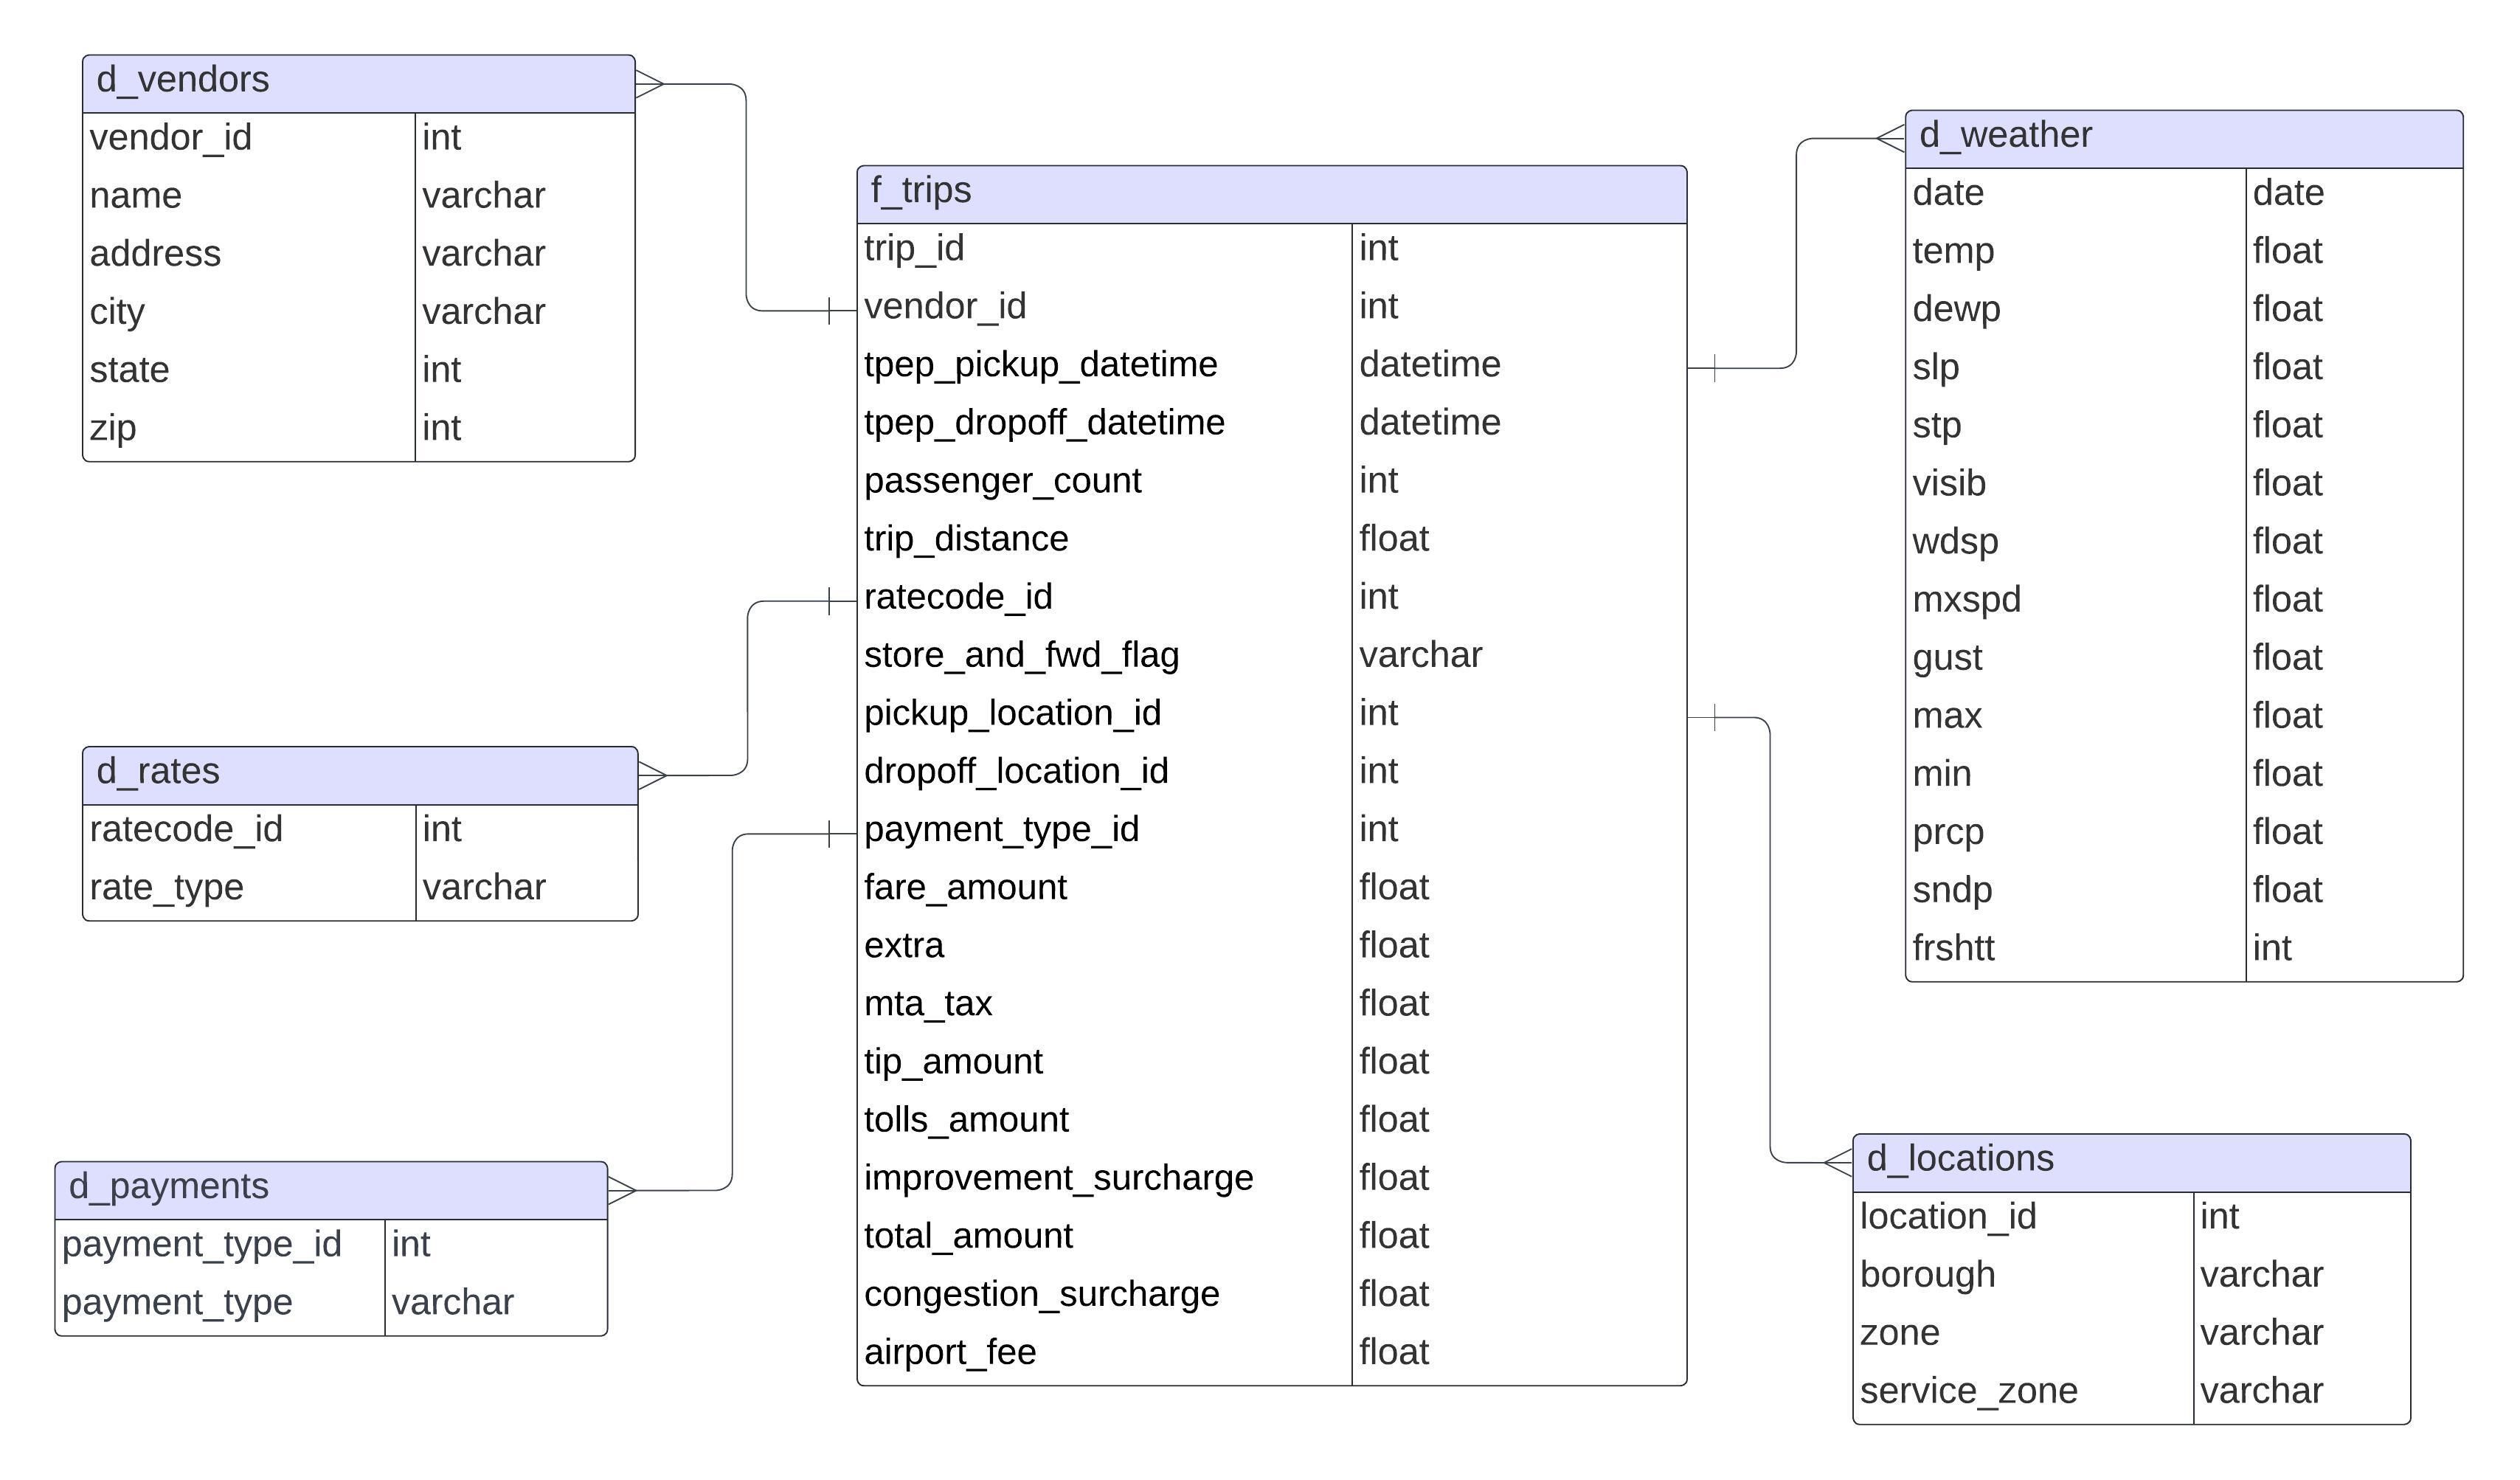 d_vendors
vendor_id int
name varchar
address varchar
city varchar
state int
zip int
d_rates
ratecode_id int
rate_type varchar
d_payments
payment_type_id int
payment_type varchar
f_trips
trip_id int
vendor_id int
tpep_pickup_datetime datetime
tpep_dropoff_datetime datetime
passenger_count int
trip_distance float
ratecode_id int
store_and_fwd_flag varchar
pickup_location_id int
dropoff_location_id int
payment_type_id int
fare_amount float
extra float
mta_tax float
tip_amount float
tolls_amount float
improvement_surcharge float
total_amount float
congestion_surcharge float
airport_fee float
d_weather
date date
temp float
dewp float
slp float
stp float
visib float
wdsp float
mxspd float
gust float
max float
min float
prcp float
sndp float
frshtt int
d_locations
location_id int
borough varchar
zone varchar
service_zone varchar